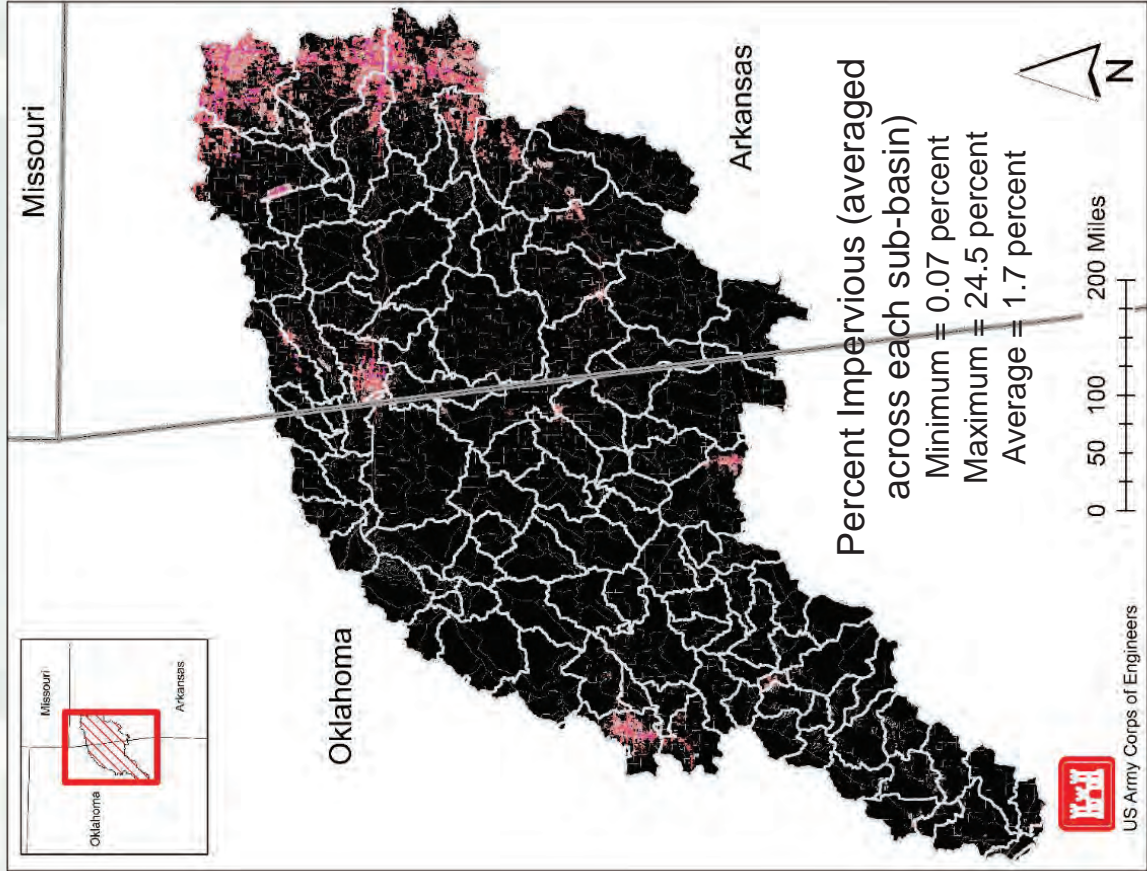 Missouri
Missouri
Arkansas
Oklahoma
Oklahoma
Arkansas
Percent Impervious (averaged
across each sub-basin)
Minimum = 0.07 percent
Maximum = 24.5 percent
Average = 1.7 percent
0 50 100 200 Miles
N
US Army Corps of Engineers